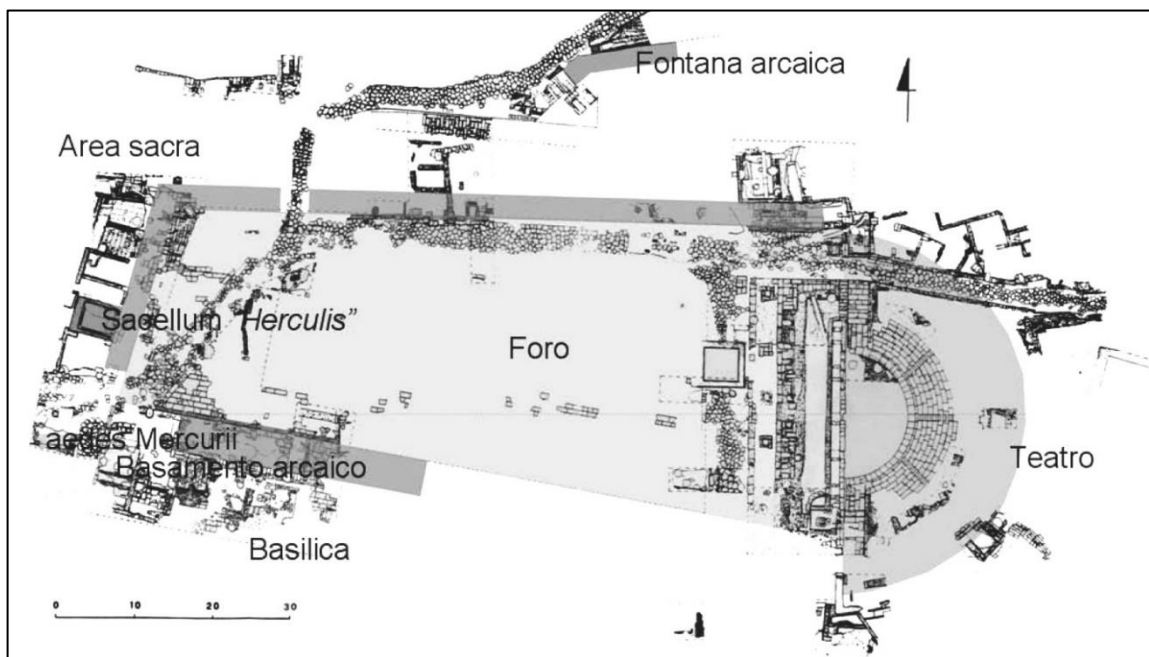 Fontana arcaica
Area sacra
Sacellum Herculis”
Foro
aedes Mercurii
Basamento arcaico
Teatro
Basilica
0 10 20 30